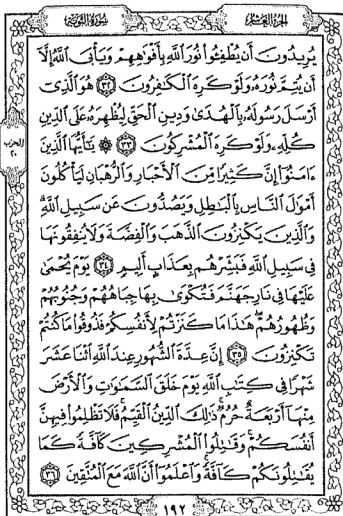 سورة التوبة
الجزء العاشر
يُرِيدُونَ أَن يُطْفِـُٔوا۟ نُورَ ٱللَّهِ بِأَفْوَٰهِهِمْ وَيَأْبَى ٱللَّهُ إِلَّآ
أَن يُتِمَّ نُورَهُۥ وَلَوْ كَرِهَ ٱلْكَـٰفِرُونَ ٣٢ هُوَ ٱلَّذِىٓ
أَرْسَلَ رَسُولَهُۥ بِٱلْهُدَىٰ وَدِينِ ٱلْحَقِّ لِيُظْهِرَهُۥ عَلَى ٱلدِّينِ
كُلِّهِۦ وَلَوْ كَرِهَ ٱلْمُشْرِكُونَ ٣٣ ۞ يَـٰٓأَيُّهَا ٱلَّذِينَ
ءَامَنُوٓا۟ إِنَّ كَثِيرًا مِّنَ ٱلْأَحْبَارِ وَٱلرُّهْبَانِ لَيَأْكُلُونَ
أَمْوَٰلَ ٱلنَّاسِ بِٱلْبَـٰطِلِ وَيَصُدُّونَ عَن سَبِيلِ ٱللَّهِ ۗ
وَٱلَّذِينَ يَكْنِزُونَ ٱلذَّهَبَ وَٱلْفِضَّةَ وَلَا يُنفِقُونَهَا
فِى سَبِيلِ ٱللَّهِ فَبَشِّرْهُم بِعَذَابٍ أَلِيمٍ ٣٤ يَوْمَ يُحْمَىٰ
عَلَيْهَا فِى نَارِ جَهَنَّمَ فَتُكْوَىٰ بِهَا جِبَاهُهُمْ وَجُنُوبُهُمْ
وَظُهُورُهُمْ ۖ هَـٰذَا مَا كَنَزْتُمْ لِأَنفُسِكُمْ فَذُوقُوا۟ مَا كُنتُمْ
تَكْنِزُونَ ٣٥ إِنَّ عِدَّةَ ٱلشُّهُورِ عِندَ ٱللَّهِ ٱثْنَا عَشَرَ
شَهْرًا فِى كِتَـٰبِ ٱللَّهِ يَوْمَ خَلَقَ ٱلسَّمَـٰوَٰتِ وَٱلْأَرْضَ
مِنْهَآ أَرْبَعَةٌ حُرُمٌ ۚ ذَٰلِكَ ٱلدِّينُ ٱلْقَيِّمُ ۚ فَلَا تَظْلِمُوا۟ فِيهِنَّ
أَنفُسَكُمْ ۚ وَقَـٰتِلُوا۟ ٱلْمُشْرِكِينَ كَآفَّةً كَمَا
يُقَـٰتِلُونَكُمْ كَآفَّةً ۚ وَٱعْلَمُوٓا۟ أَنَّ ٱللَّهَ مَعَ ٱلْمُتَّقِينَ ٣٦
الحزب
٢٠
١٩٢